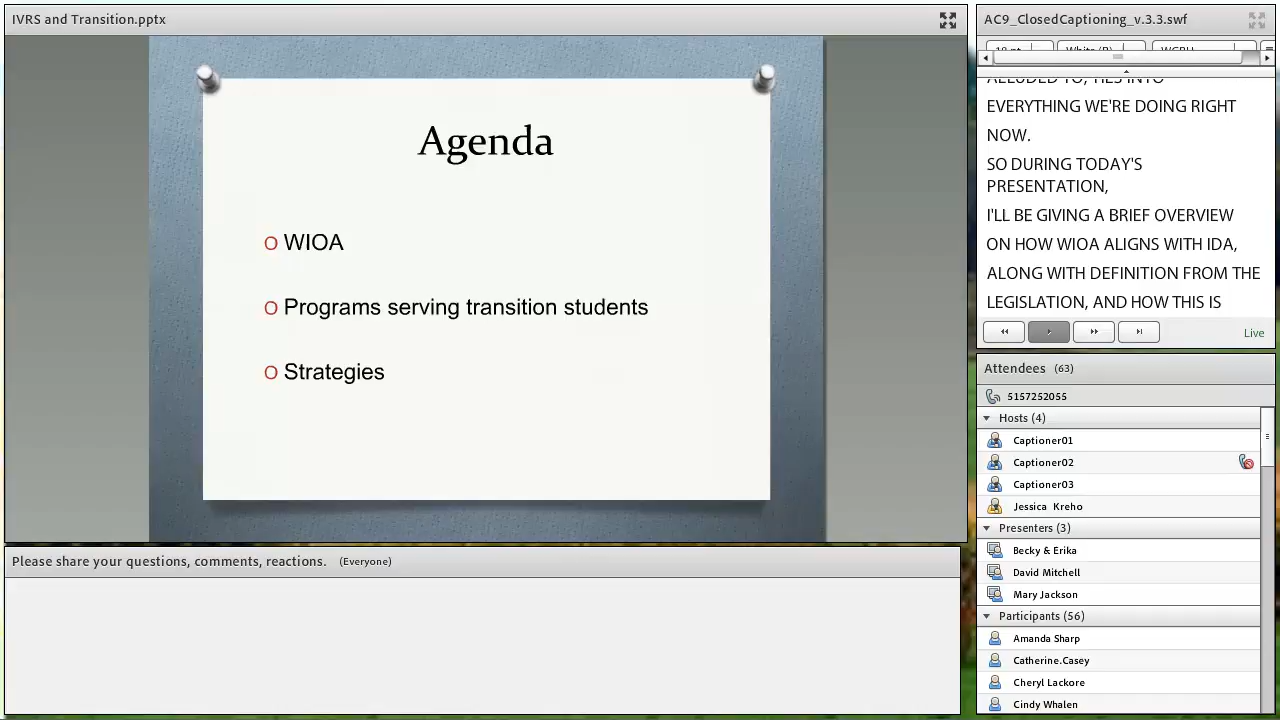 IVRS and Transition.pptx
Agenda
O WIOA
O Programs serving transition students
O Strategies
Please share your questions, comments, reactions. (Everyone)
AC9_ClosedCaptioning_v.3.3.swf
ALLUDED TO, TIES INTO
EVERYTHING WE'RE DOING RIGHT
NOW.
SO DURING TODAY'S
PRESENTATION,
I'LL BE GIVING A BRIEF OVERVIEW
ON HOW WIOA ALIGNS WITH IDA,
ALONG WITH DEFINITION FROM THE
LEGISLATION, AND HOW THIS IS
Live
Attendees (63)
5157252055
Hosts (4)
Captioner01
Captioner02
Captioner03
Jessica Kreho
Presenters (3)
Becky & Erika
David Mitchell
Mary Jackson
Participants (56)
Amanda Sharp
Catherine.Casey
Cheryl Lackore
Cindy Whalen